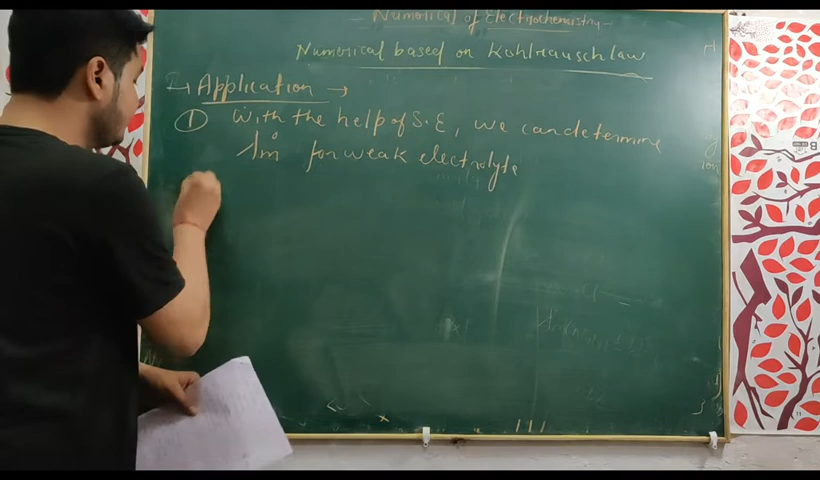 Numerical of Electrochemistry
Numerical based on Kohlrausch law
Application →
① With the help of S.E, we can determine
Λ°m for weak electrolyte